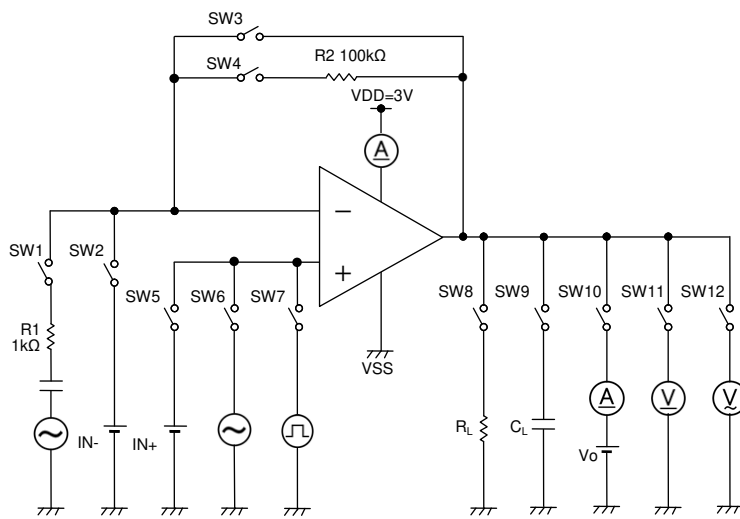 SW3
R2 100kΩ
SW4
VDD=3V
A
SW1
SW2
−
+
SW5
SW6
SW7
SW8
SW9
SW10
SW11
SW12
R1
1kΩ
VSS
A
V
V
IN-
IN+
RL
CL
Vo